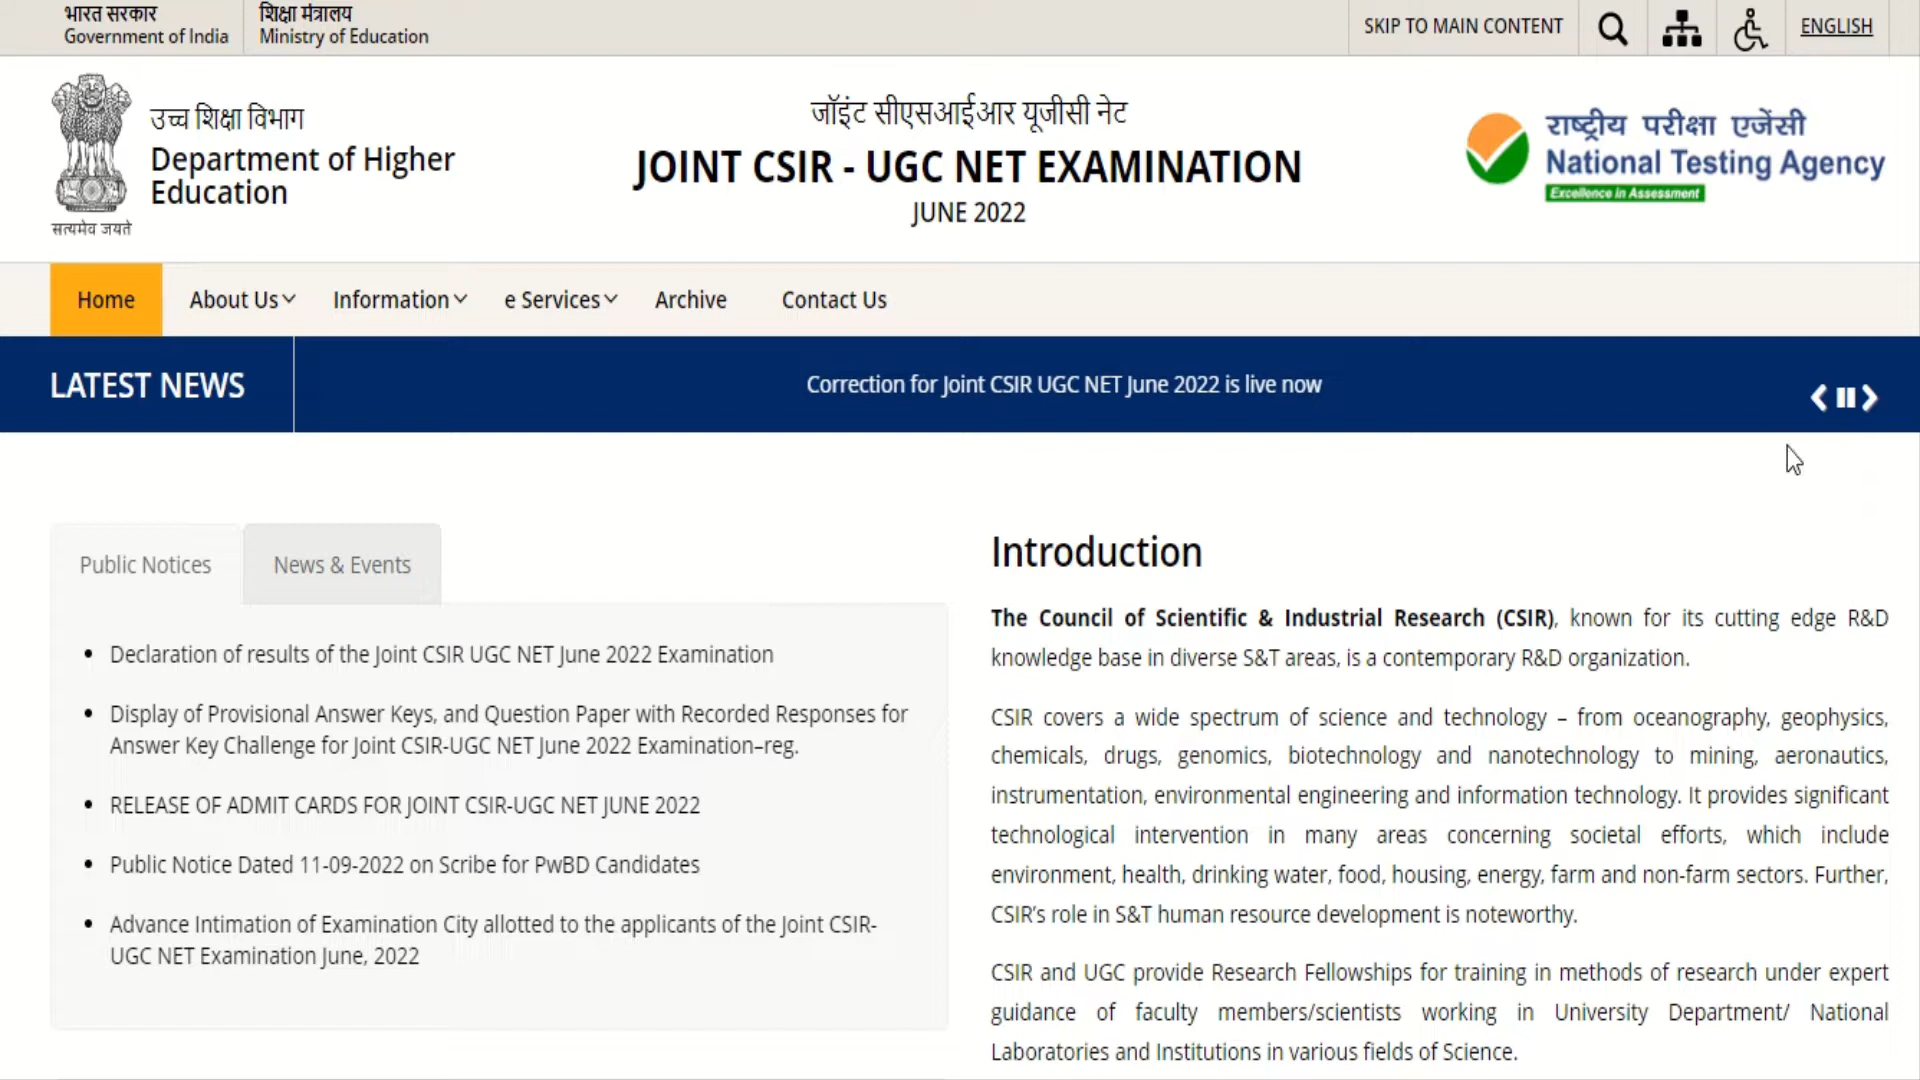 भारत सरकार
Government of India
शिक्षा मंत्रालय
Ministry of Education
SKIP TO MAIN CONTENT
ENGLISH
सत्यमेव जयते
उच्च शिक्षा विभाग
Department of Higher
Education
जॉइंट सीएसआईआर यूजीसी नेट
JOINT CSIR - UGC NET EXAMINATION
JUNE 2022
राष्ट्रीय परीक्षा एजेंसी
National Testing Agency
Excellence in Assessment
Home
About Us
Information
e Services
Archive
Contact Us
LATEST NEWS
Correction for Joint CSIR UGC NET June 2022 is live now
Public Notices
News & Events
Declaration of results of the Joint CSIR UGC NET June 2022 Examination
Display of Provisional Answer Keys, and Question Paper with Recorded Responses for
Answer Key Challenge for Joint CSIR-UGC NET June 2022 Examination–reg.
RELEASE OF ADMIT CARDS FOR JOINT CSIR-UGC NET JUNE 2022
Public Notice Dated 11-09-2022 on Scribe for PwBD Candidates
Advance Intimation of Examination City allotted to the applicants of the Joint CSIR-
UGC NET Examination June, 2022
Introduction
The Council of Scientific & Industrial Research (CSIR), known for its cutting edge R&D
knowledge base in diverse S&T areas, is a contemporary R&D organization.
CSIR covers a wide spectrum of science and technology – from oceanography, geophysics,
chemicals, drugs, genomics, biotechnology and nanotechnology to mining, aeronautics,
instrumentation, environmental engineering and information technology. It provides significant
technological intervention in many areas concerning societal efforts, which include
environment, health, drinking water, food, housing, energy, farm and non-farm sectors. Further,
CSIR’s role in S&T human resource development is noteworthy.
CSIR and UGC provide Research Fellowships for training in methods of research under expert
guidance of faculty members/scientists working in University Department/ National
Laboratories and Institutions in various fields of Science.